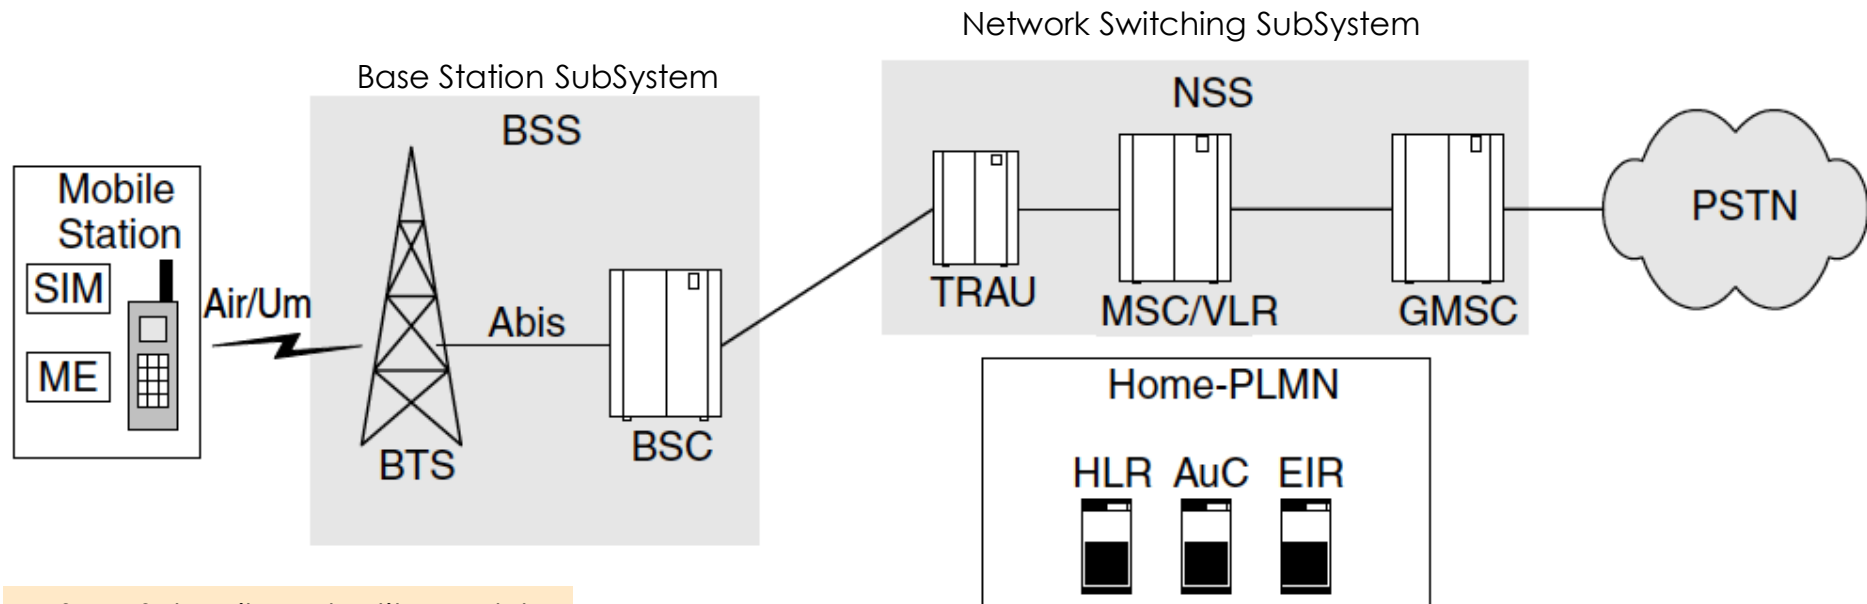 Network Switching SubSystem
Base Station SubSystem
NSS
BSS
Mobile
Station
SIM
ME
Air/Um
Abis
BTS
BSC
TRAU
MSC/VLR
GMSC
PSTN
Home-PLMN
HLR AuC EIR